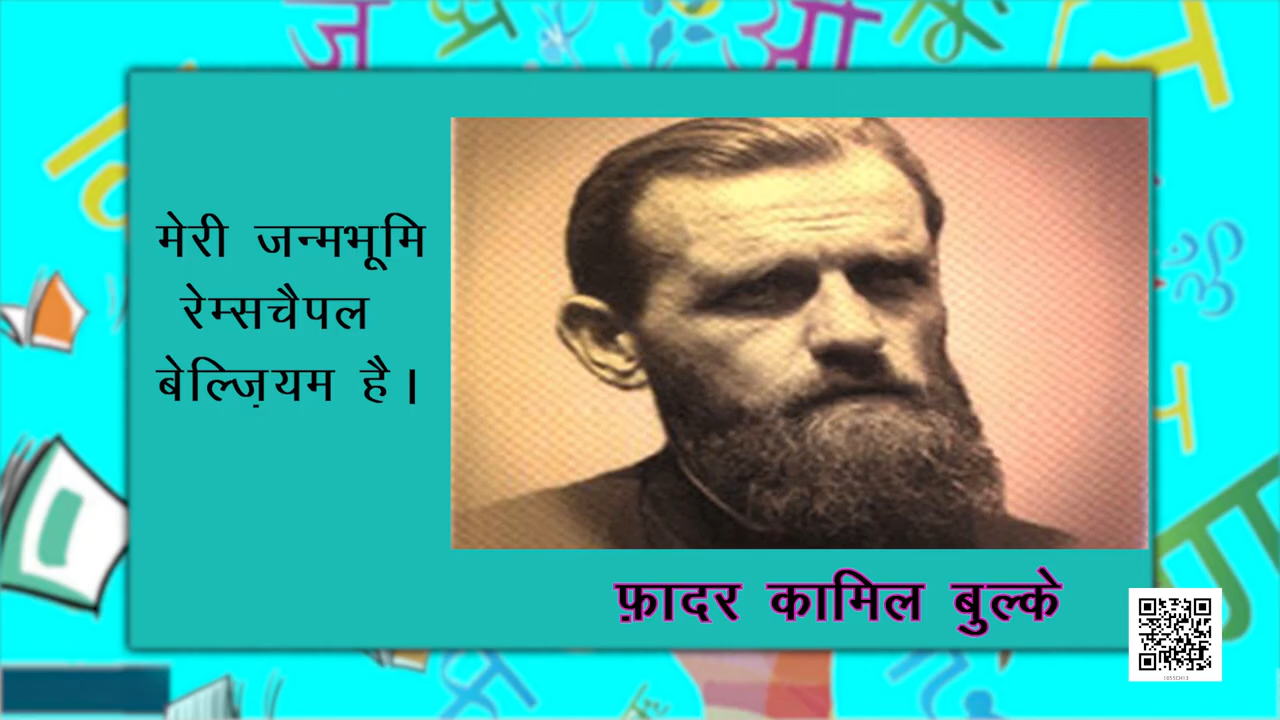 मेरी जन्मभूमि
रेम्सचैपल
बेल्ज़ियम है।
फ़ादर कामिल बुल्के